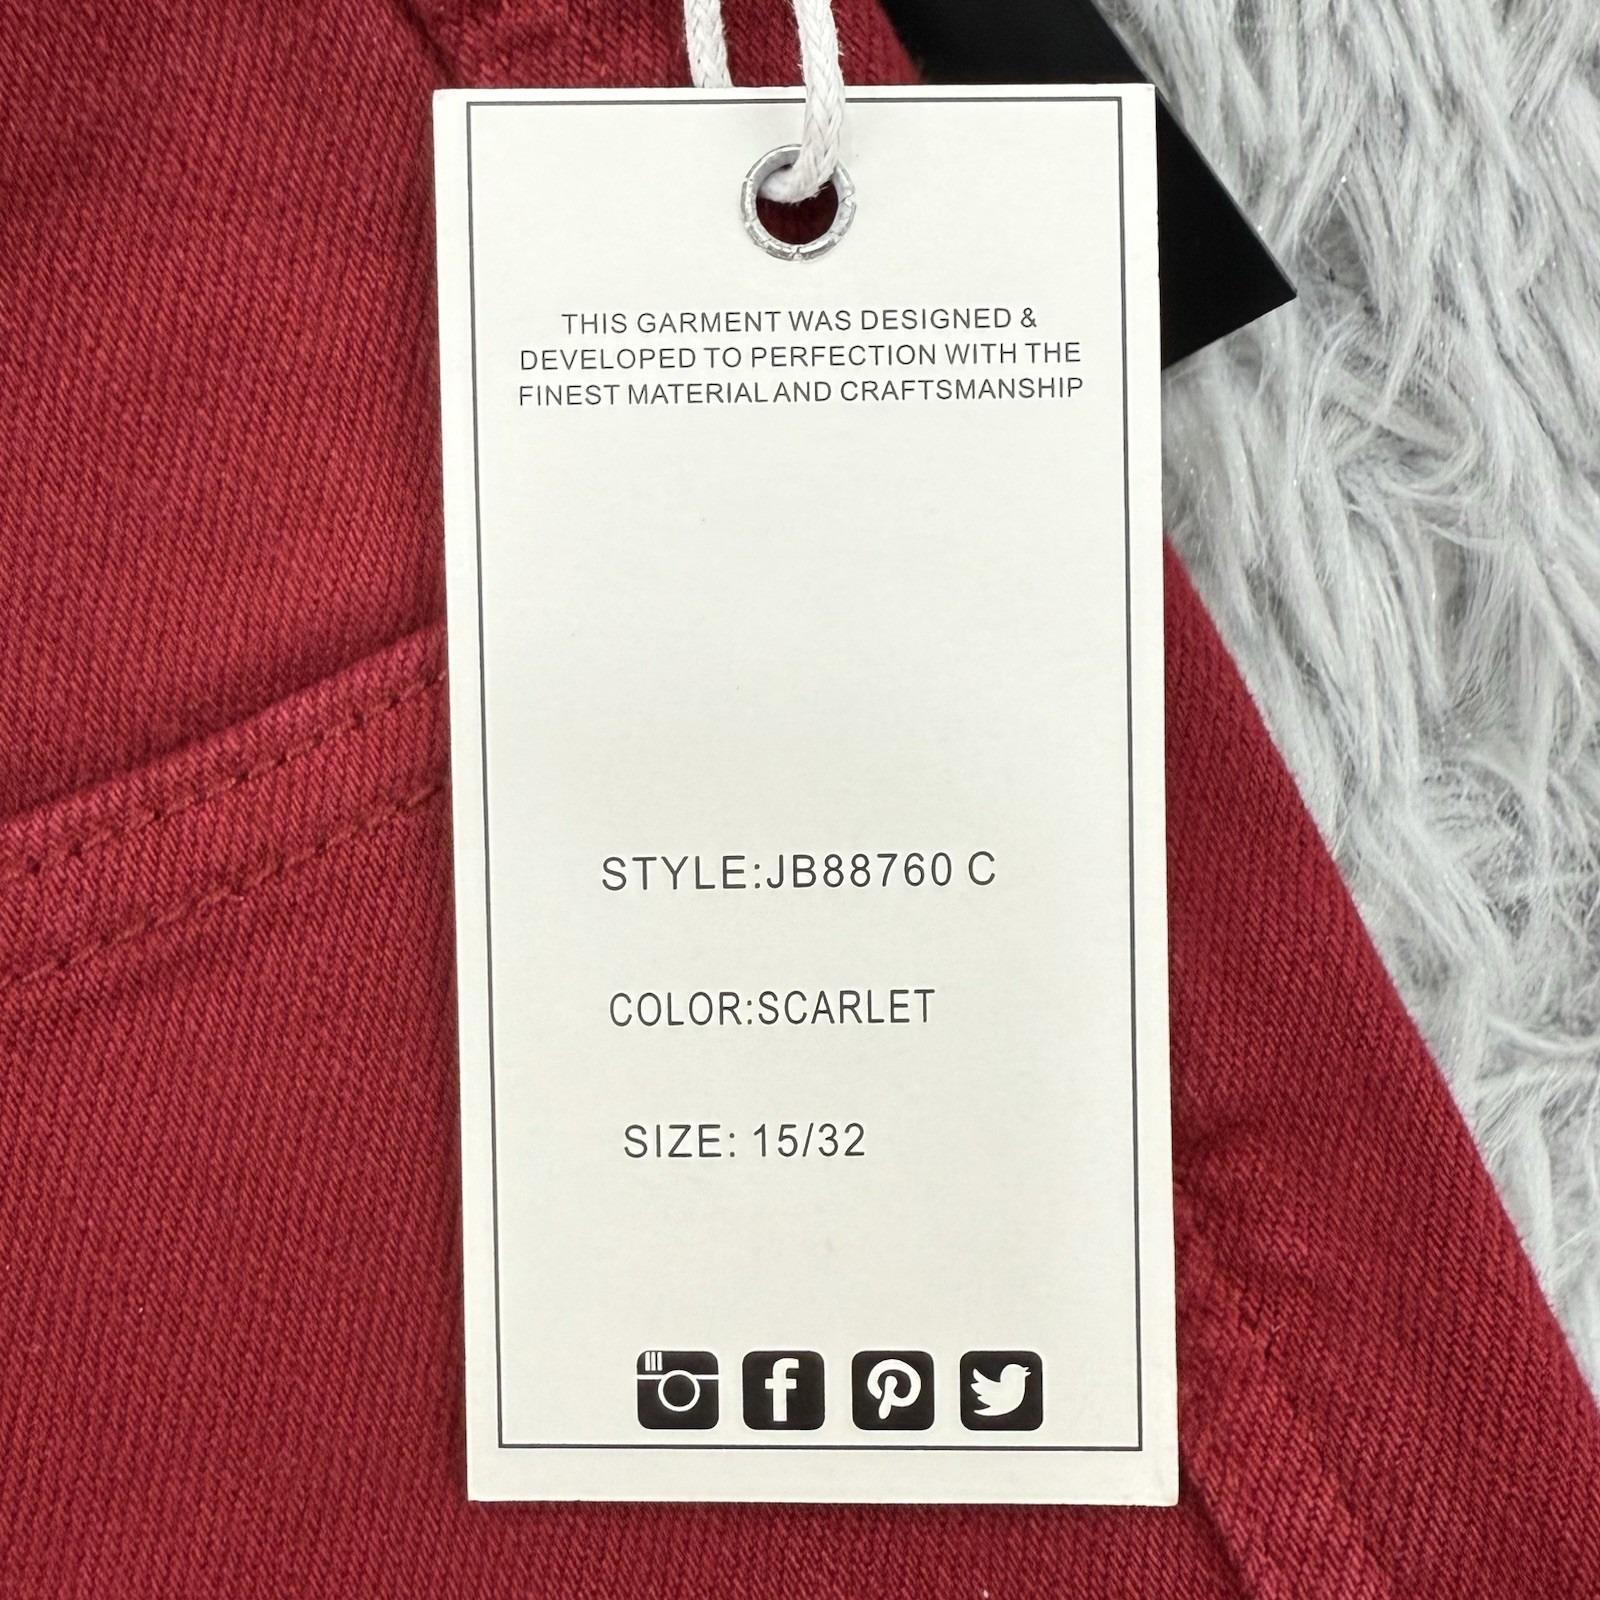 THIS GARMENT WAS DESIGNED &
DEVELOPED TO PERFECTION WITH THE
FINEST MATERIAL AND CRAFTSMANSHIP
STYLE:JB88760 C
COLOR:SCARLET
SIZE: 15/32